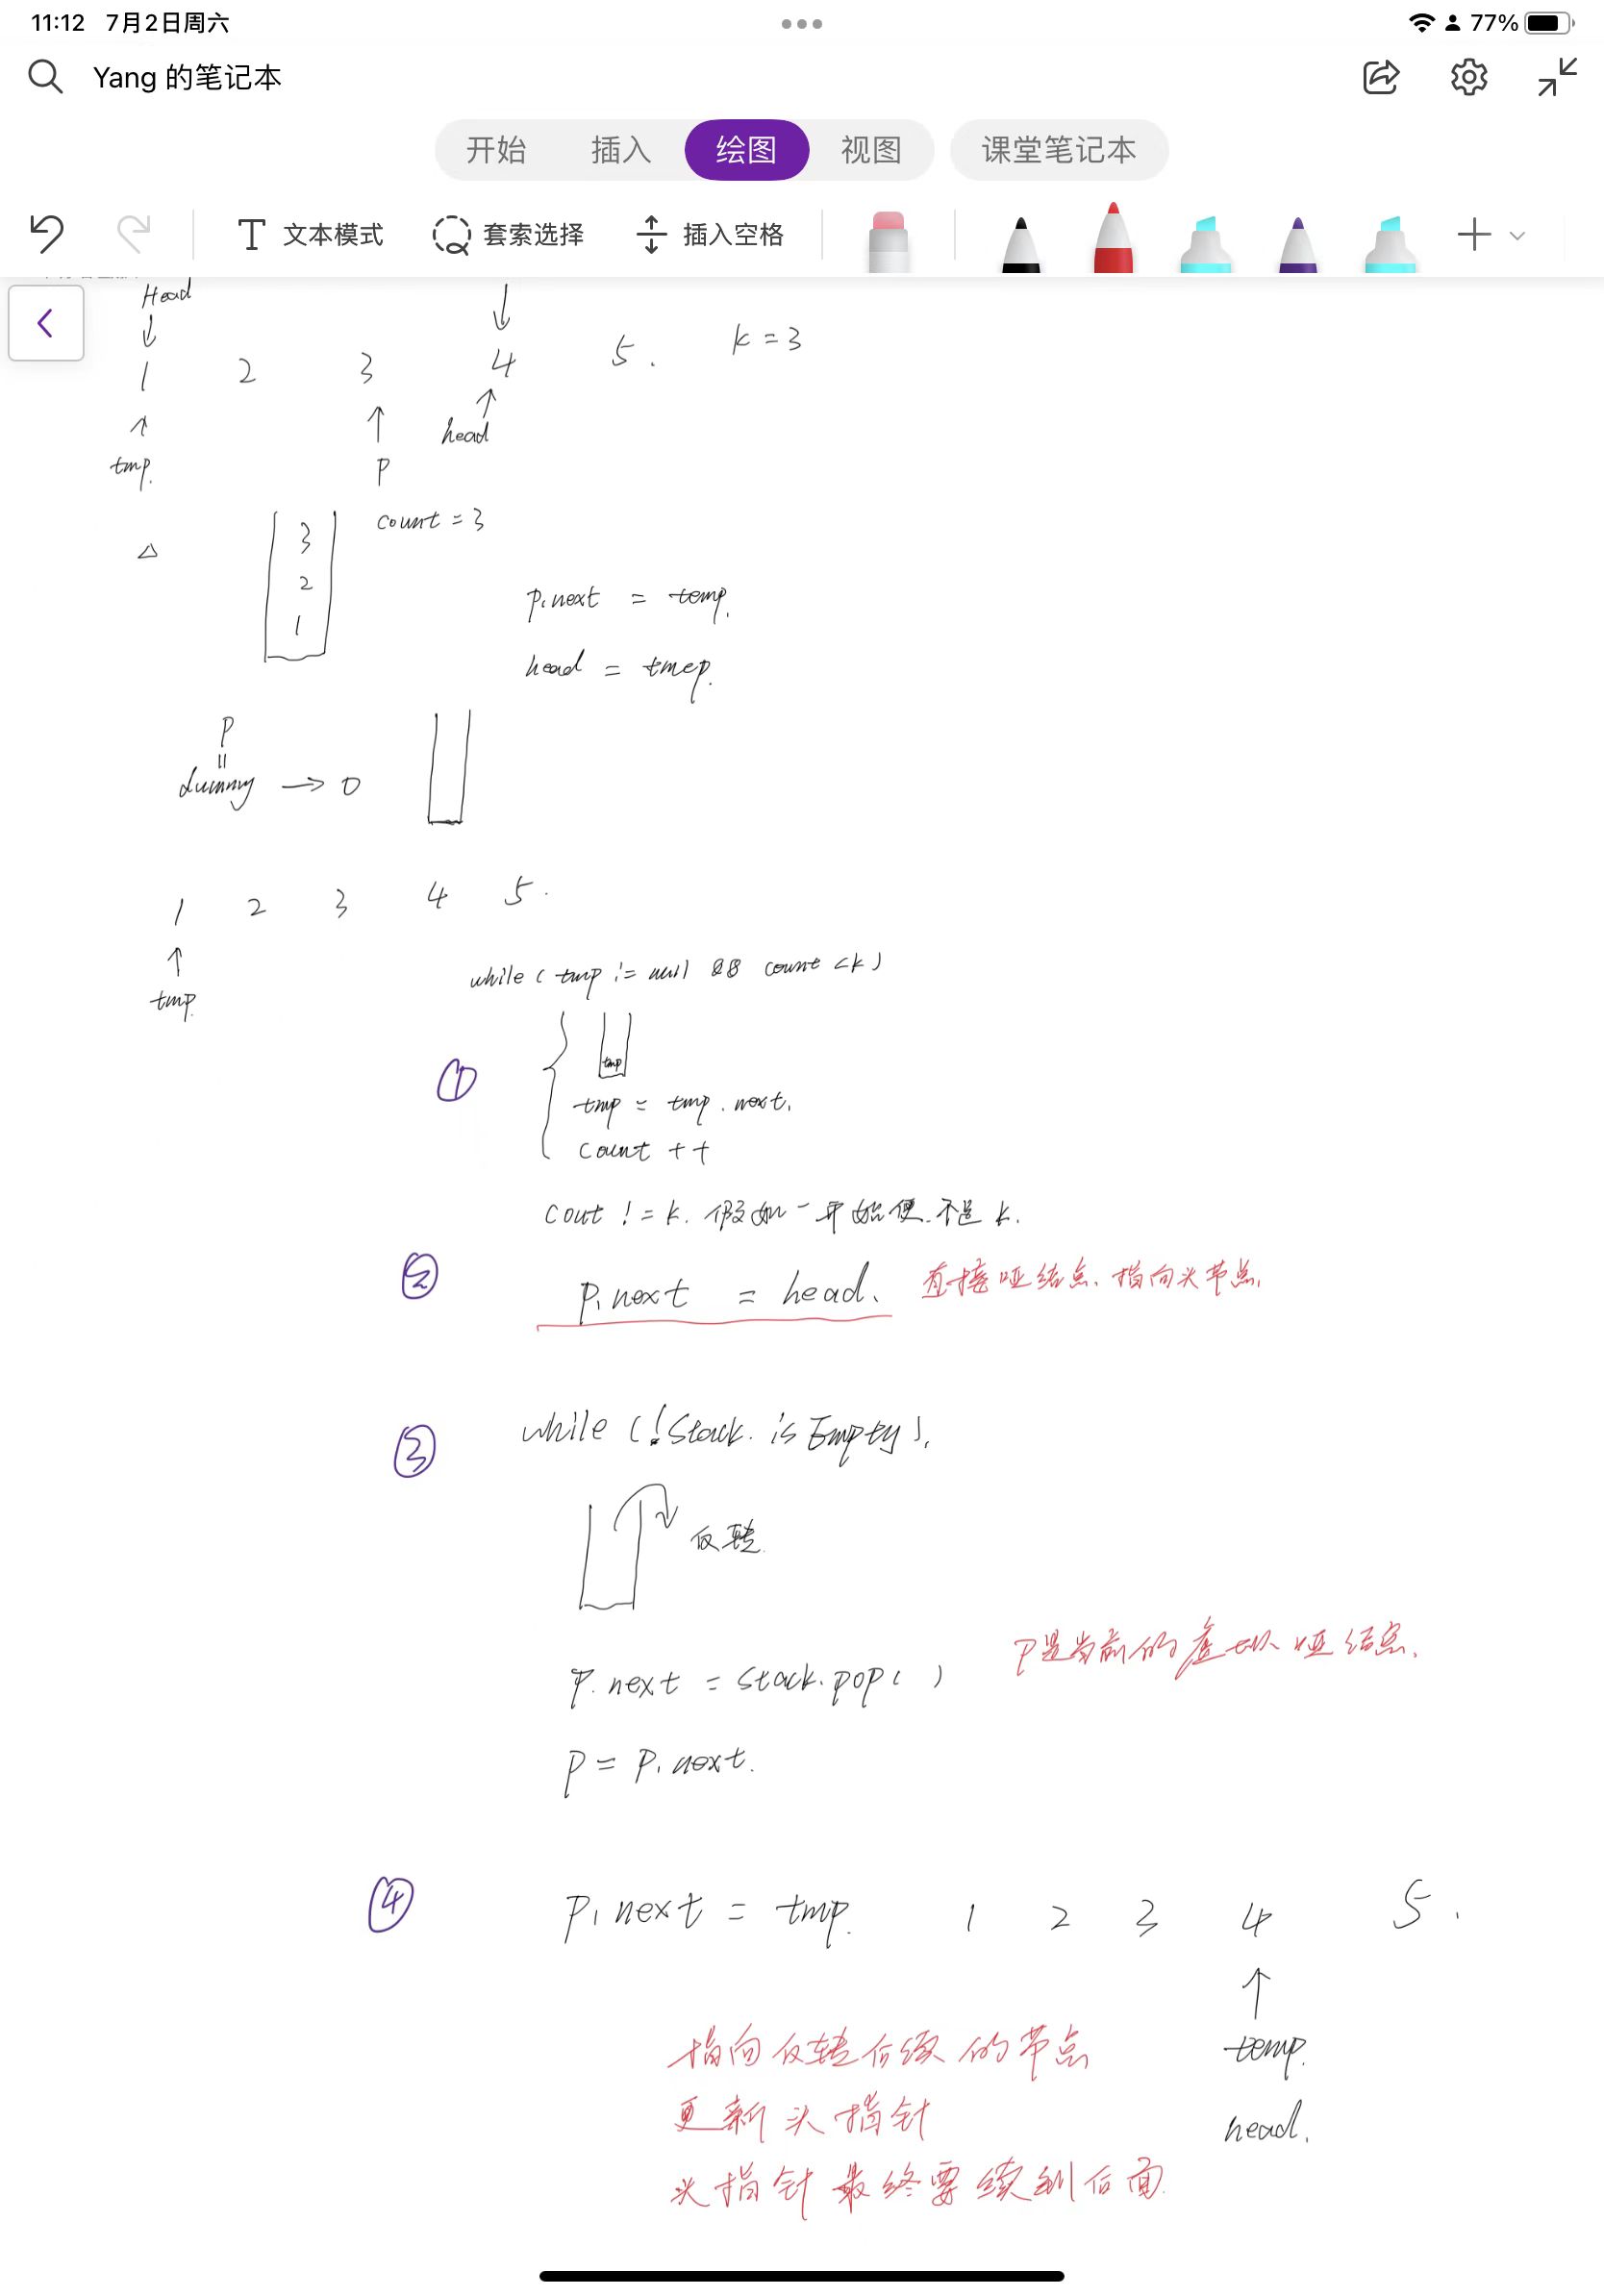 11:12 7月2日周六
77%
Yang 的笔记本
开始 插入 绘图 视图 课堂笔记本
文本模式 套索选择 插入空格
Head
1 2 3 4 5. k=3
tmp. p head
count=3
3
2
1
p.next = temp.
head = tmep.
p
dummy → 0
1 2 3 4 5.
tmp.
while ( tmp != null && count <k )
①
tmp
tmp = tmp.next.
count ++
cout != k. 假如一开始便不是 k.
②
p.next = head. 直接哑结点.指向头节点.
③
while (!Stack.isEmpty).
反转.
p.next = stack.pop( ) P是当前的 哑结点.
p = p.next.
④
p.next = tmp. 1 2 3 4 5.
temp.
head.
指向反转后续的节点
更新头指针
头指针最终要续到后面.